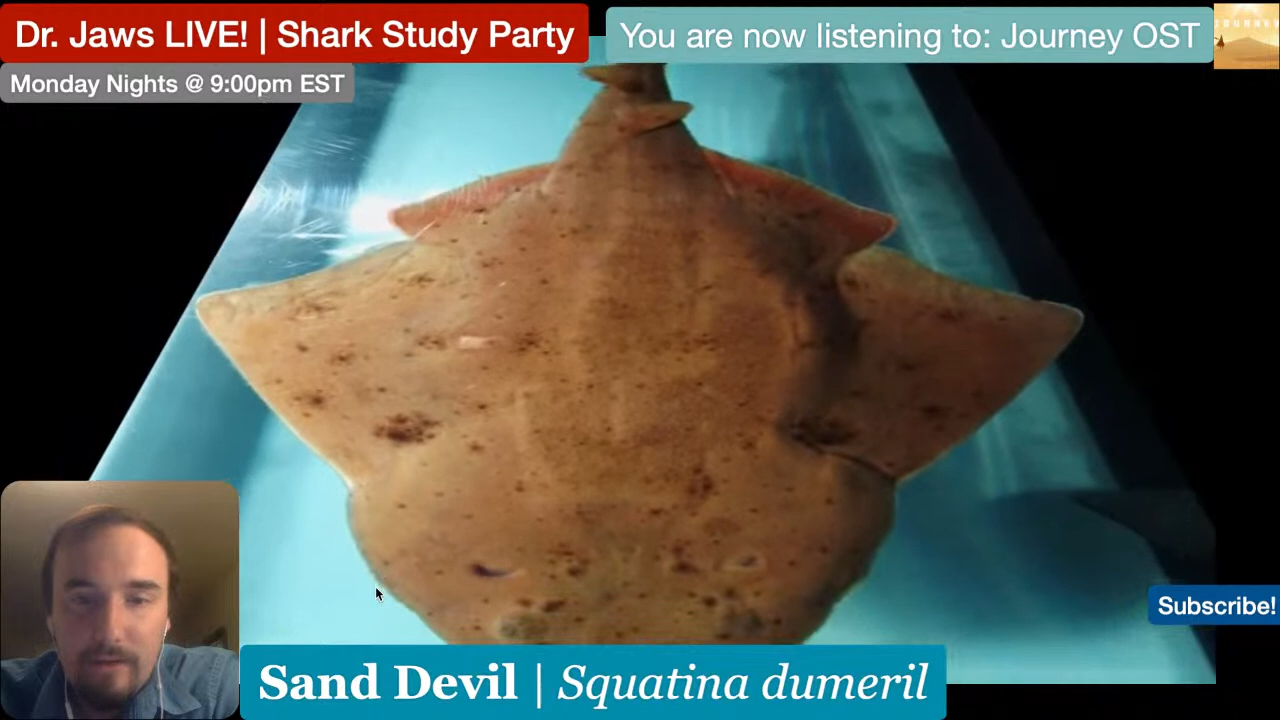 Dr. Jaws LIVE! | Shark Study Party
You are now listening to: Journey OST
JOURNEY
Monday Nights @ 9:00pm EST
Subscribe!
Sand Devil | Squatina dumeril